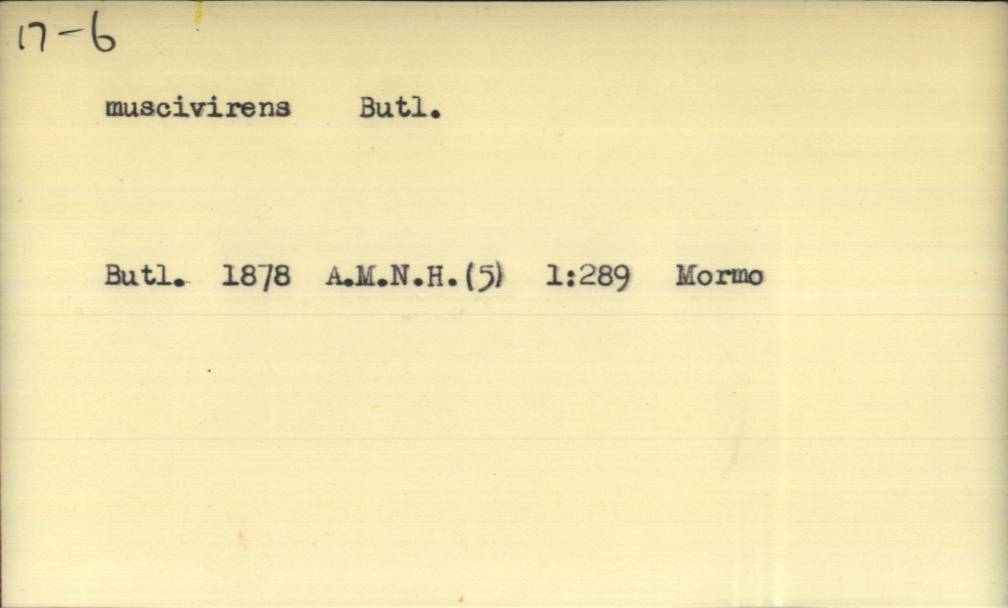 17-6
muscivirens Butl.
Butl. 1878 A.M.N.H.(5) 1:289 Mormo